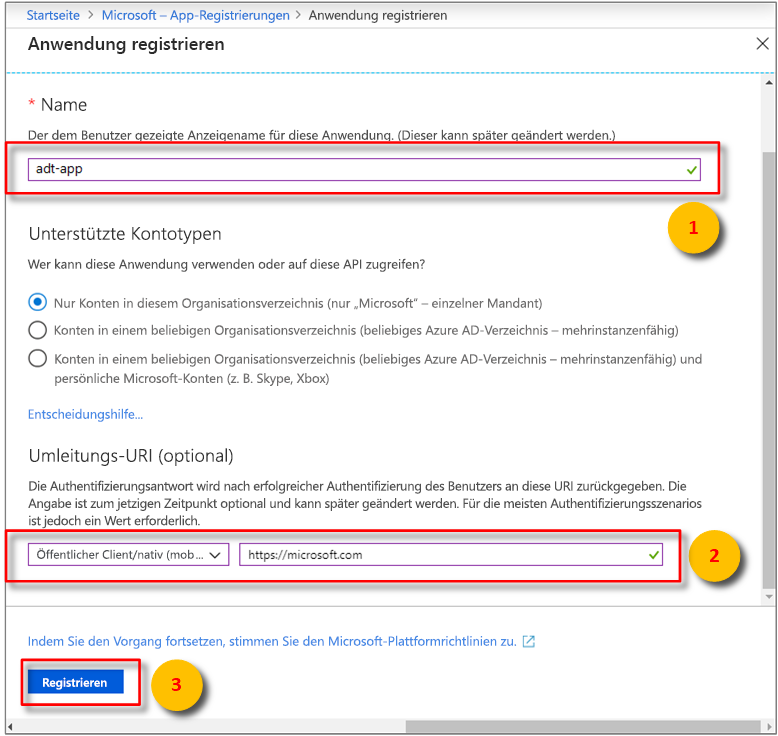 Startseite > Microsoft – App-Registrierungen > Anwendung registrieren
Anwendung registrieren
* Name
Der dem Benutzer gezeigte Anzeigename für diese Anwendung. (Dieser kann später geändert werden.)
adt-app
1
Unterstützte Kontotypen
Wer kann diese Anwendung verwenden oder auf diese API zugreifen?
Nur Konten in diesem Organisationsverzeichnis (nur „Microsoft“ – einzelner Mandant)
Konten in einem beliebigen Organisationsverzeichnis (beliebiges Azure AD-Verzeichnis – mehrinstanzenfähig)
Konten in einem beliebigen Organisationsverzeichnis (beliebiges Azure AD-Verzeichnis – mehrinstanzenfähig) und
persönliche Microsoft-Konten (z. B. Skype, Xbox)
Entscheidungshilfe...
Umleitungs-URI (optional)
Die Authentifizierungsantwort wird nach erfolgreicher Authentifizierung des Benutzers an diese URI zurückgegeben. Die
Angabe ist zum jetzigen Zeitpunkt optional und kann später geändert werden. Für die meisten Authentifizierungsszenarios
ist jedoch ein Wert erforderlich.
Öffentlicher Client/nativ (mob... https://microsoft.com
2
Indem Sie den Vorgang fortsetzen, stimmen Sie den Microsoft-Plattformrichtlinien zu.
Registrieren
3